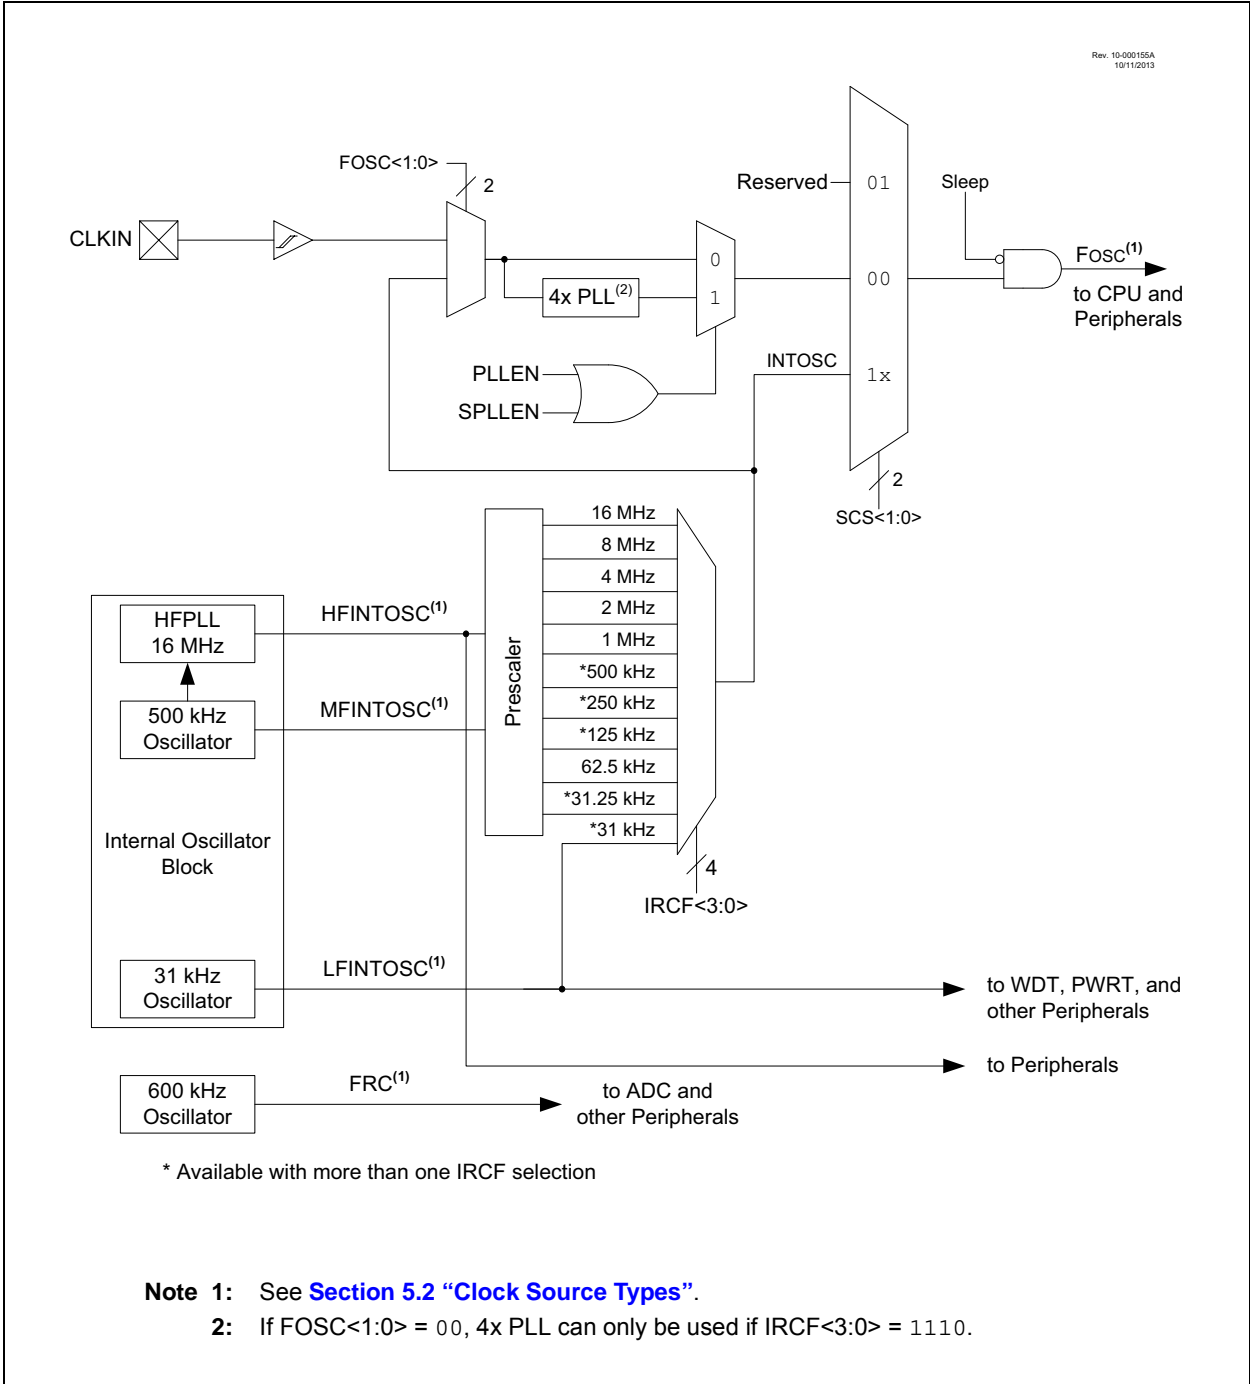 Rev. 10-000155A
10/11/2013
FOSC<1:0>
2
Reserved
01
Sleep
CLKIN
0
FOSC(1)
4x PLL(2)
1
00
to CPU and
Peripherals
PLLEN
INTOSC
1x
SPLLEN
2
SCS<1:0>
16 MHz
8 MHz
4 MHz
2 MHz
1 MHz
*500 kHz
*250 kHz
*125 kHz
62.5 kHz
*31.25 kHz
*31 kHz
Prescaler
HFPLL
16 MHz
HFINTOSC(1)
500 kHz
Oscillator
MFINTOSC(1)
Internal Oscillator
Block
4
IRCF<3:0>
31 kHz
Oscillator
LFINTOSC(1)
to WDT, PWRT, and
other Peripherals
to Peripherals
600 kHz
Oscillator
FRC(1)
to ADC and
other Peripherals
* Available with more than one IRCF selection
Note 1: See Section 5.2 “Clock Source Types”.
2: If FOSC<1:0> = 00, 4x PLL can only be used if IRCF<3:0> = 1110.